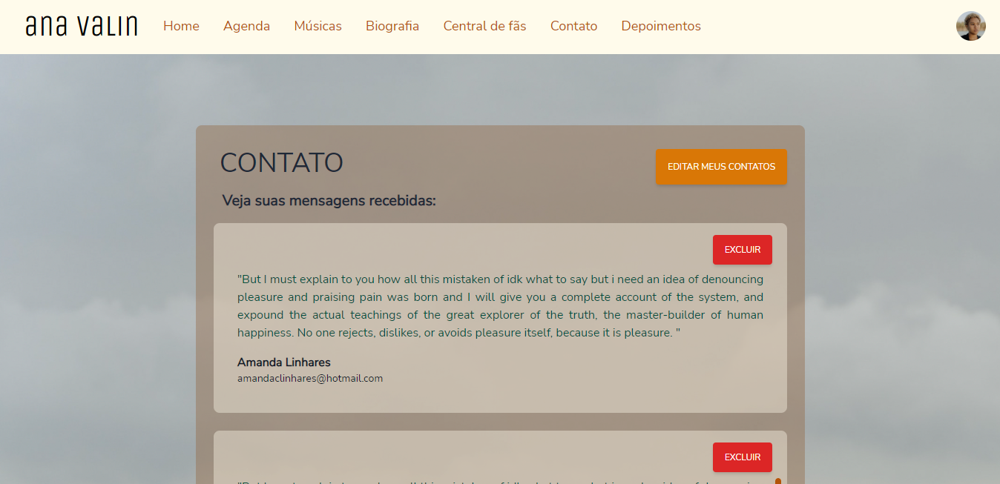 ana valin
Home Agenda Músicas Biografia Central de fãs Contato Depoimentos
CONTATO
EDITAR MEUS CONTATOS
Veja suas mensagens recebidas:
EXCLUIR
"But I must explain to you how all this mistaken of idk what to say but i need an idea of denouncing
pleasure and praising pain was born and I will give you a complete account of the system, and
expound the actual teachings of the great explorer of the truth, the master-builder of human
happiness. No one rejects, dislikes, or avoids pleasure itself, because it is pleasure. "
Amanda Linhares
amandaclinhares@hotmail.com
EXCLUIR